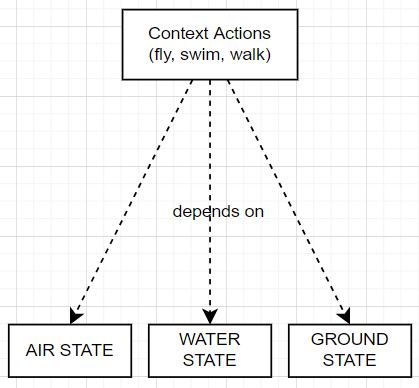 Context Actions
(fly, swim, walk)
depends on
AIR STATE
WATER
STATE
GROUND
STATE